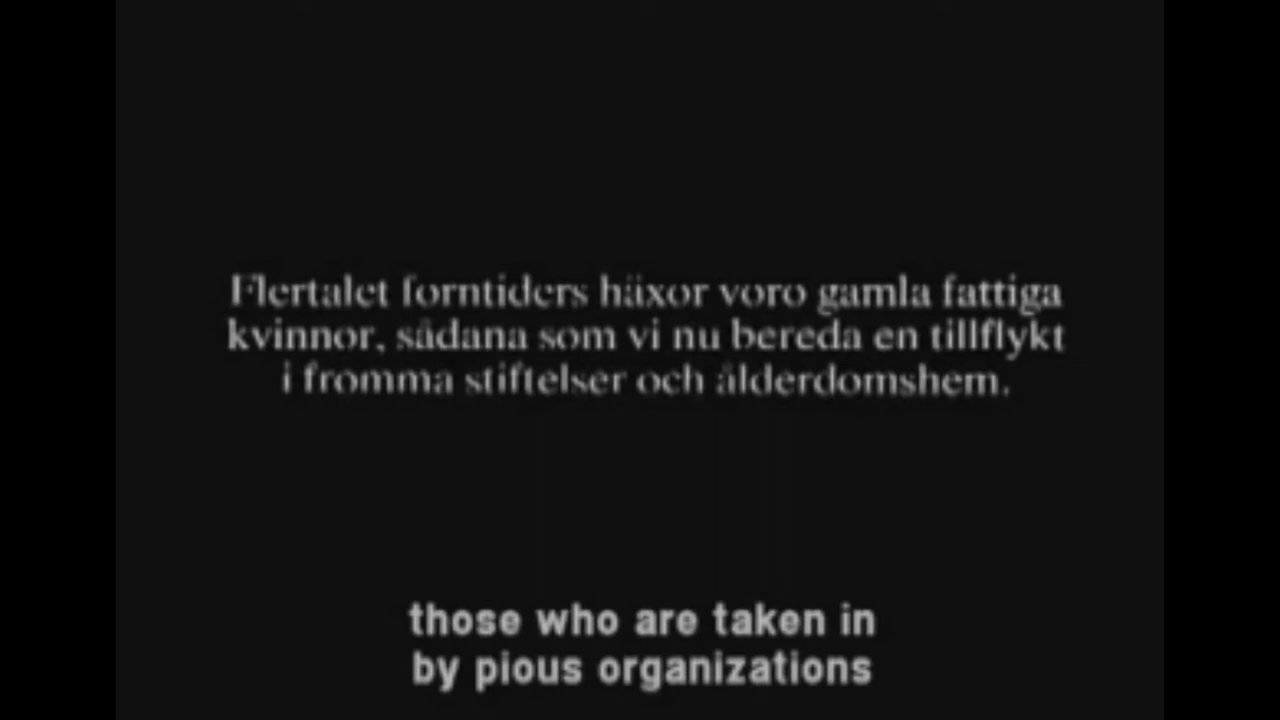 Flertalet forntiders häxor voro gamla fattiga
kvinnor, sådana som vi nu bereda en tillflykt
i fromma stiftelser och ålderdomshem.
those who are taken in
by pious organizations